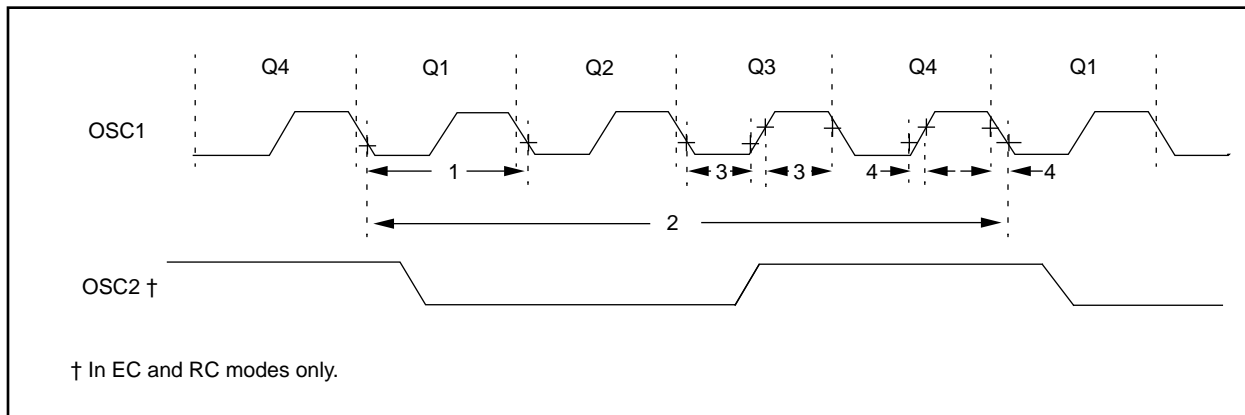 Q4 Q1 Q2 Q3 Q4 Q1
OSC1
1 3 3 4 4
2
OSC2 †
† In EC and RC modes only.